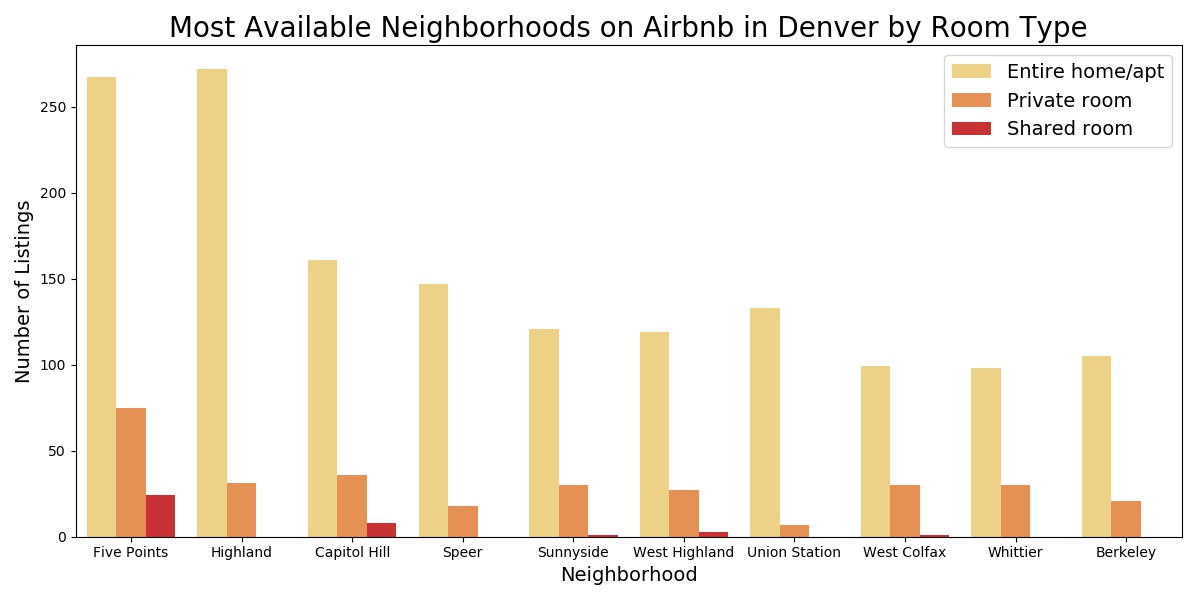 Most Available Neighborhoods on Airbnb in Denver by Room Type
Entire home/apt
Private room
Shared room
Number of Listings
250
200
150
100
50
0
Five Points
Highland
Capitol Hill
Speer
Sunnyside
West Highland
Union Station
West Colfax
Whittier
Berkeley
Neighborhood